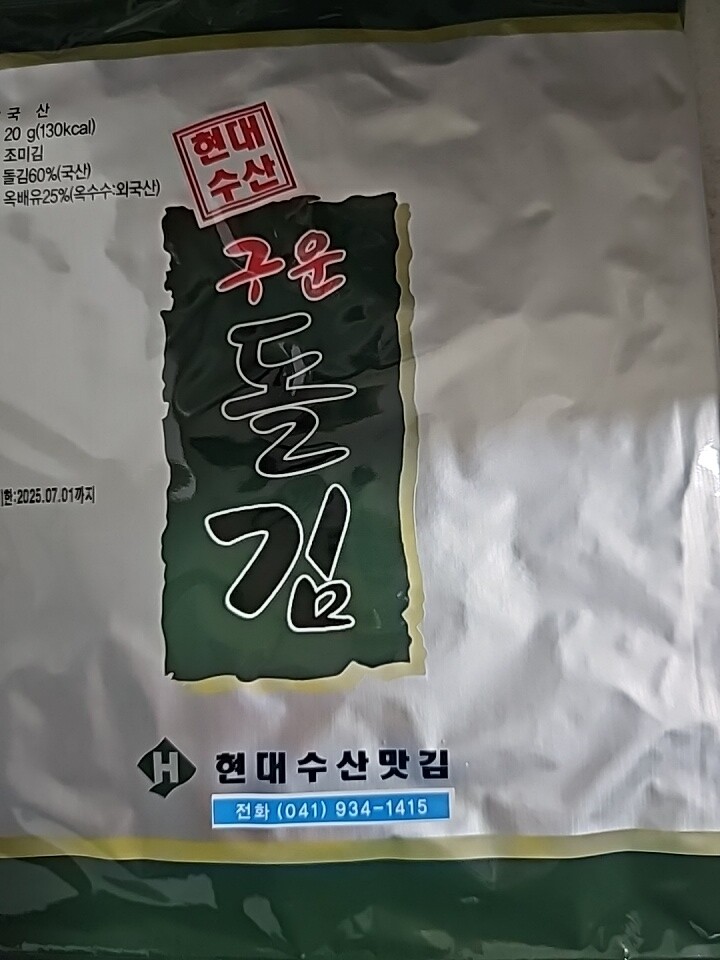 국 산
20 g(130kcal)
조미김
돌김60%(국산)
옥배유25%(옥수수:외국산)
현대
수산
구운
돌
김
한:2025.07.01까지
H
현대수산맛김
전화 (041) 934-1415